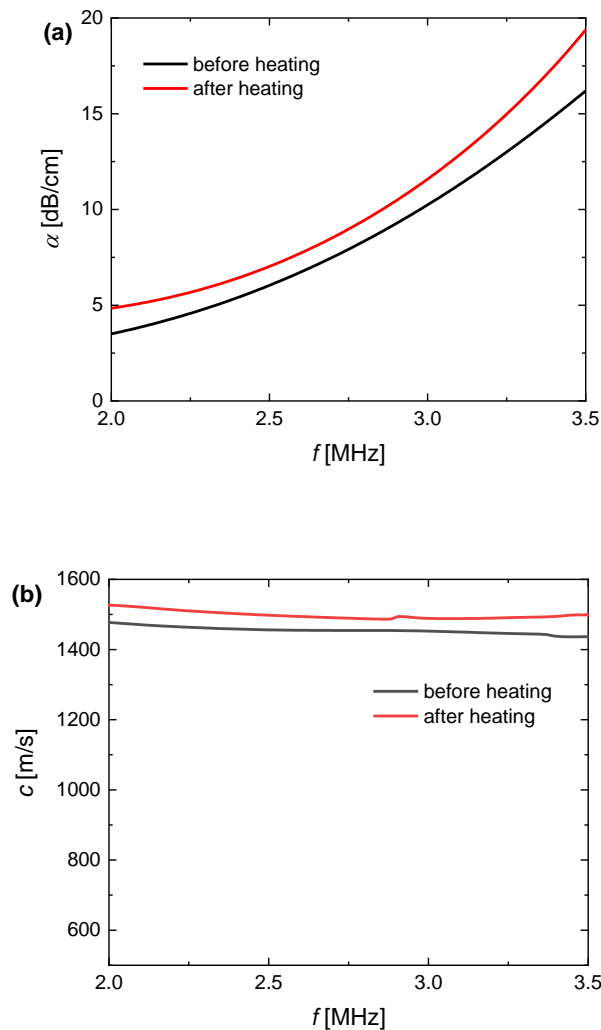 (a)
20
15
10
5
0
α [dB/cm]
before heating
after heating
2.0
2.5
3.0
3.5
f [MHz]
(b)
1600
1400
1200
1000
800
600
c [m/s]
before heating
after heating
2.0
2.5
3.0
3.5
f [MHz]